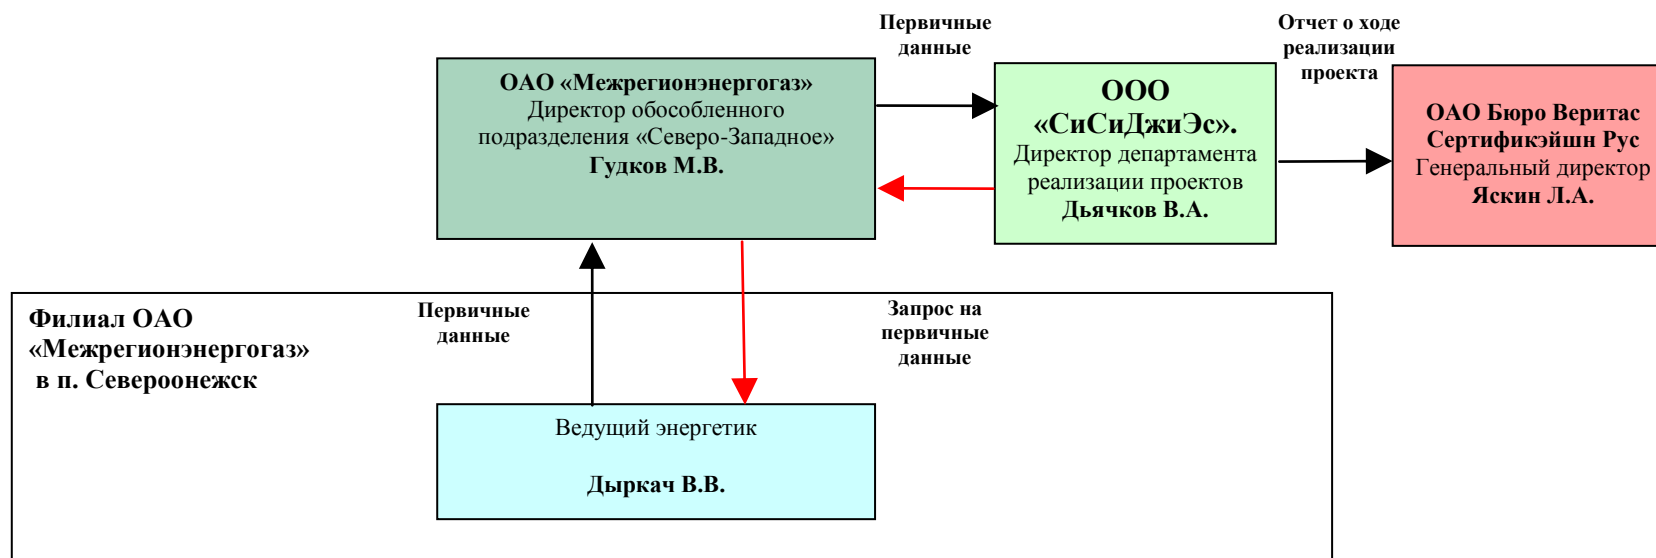 Первичные
данные
Отчет о ходе
реализации
проекта
ОАО «Межрегионэнергогаз»
Директор обособленного
подразделения «Северо-Западное»
Гудков М.В.
ООО
«СиСиДжиЭс».
Директор департамента
реализации проектов
Дьячков В.А.
ОАО Бюро Веритас
Сертификэйшн Рус
Генеральный директор
Яскин Л.А.
Филиал ОАО
«Межрегионэнергогаз»
в п. Североонежск
Первичные
данные
Запрос на
первичные
данные
Ведущий энергетик
Дыркач В.В.